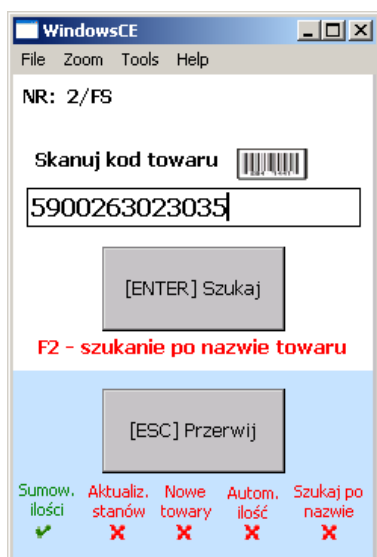 WindowsCE
File Zoom Tools Help
NR: 2/FS
Skanuj kod towaru
5900263023035
[ENTER] Szukaj
F2 - szukanie po nazwie towaru
[ESC] Przerwij
Sumow. Aktualiz. Nowe Autom. Szukaj po
ilości stanów towary ilość nazwie